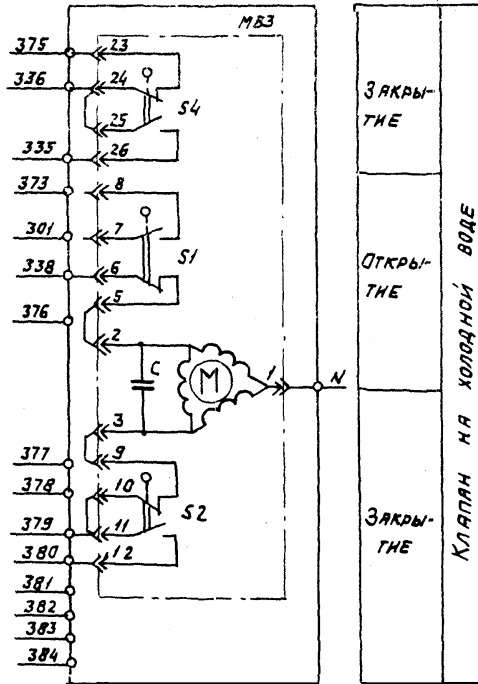 МВ3
375 23
336 24
S4
25
335 26
373 8
301 7
S1
338 6
5
376
2
C
M
1
N
3
377 9
378 10
S2
379 11
380 12
381
382
383
384
ЗАКРЫ-
ТИЕ
ОТКРЫ-
ТИЕ
ЗАКРЫ-
ТИЕ
КЛАПАН НА ХОЛОДНОЙ ВОДЕ